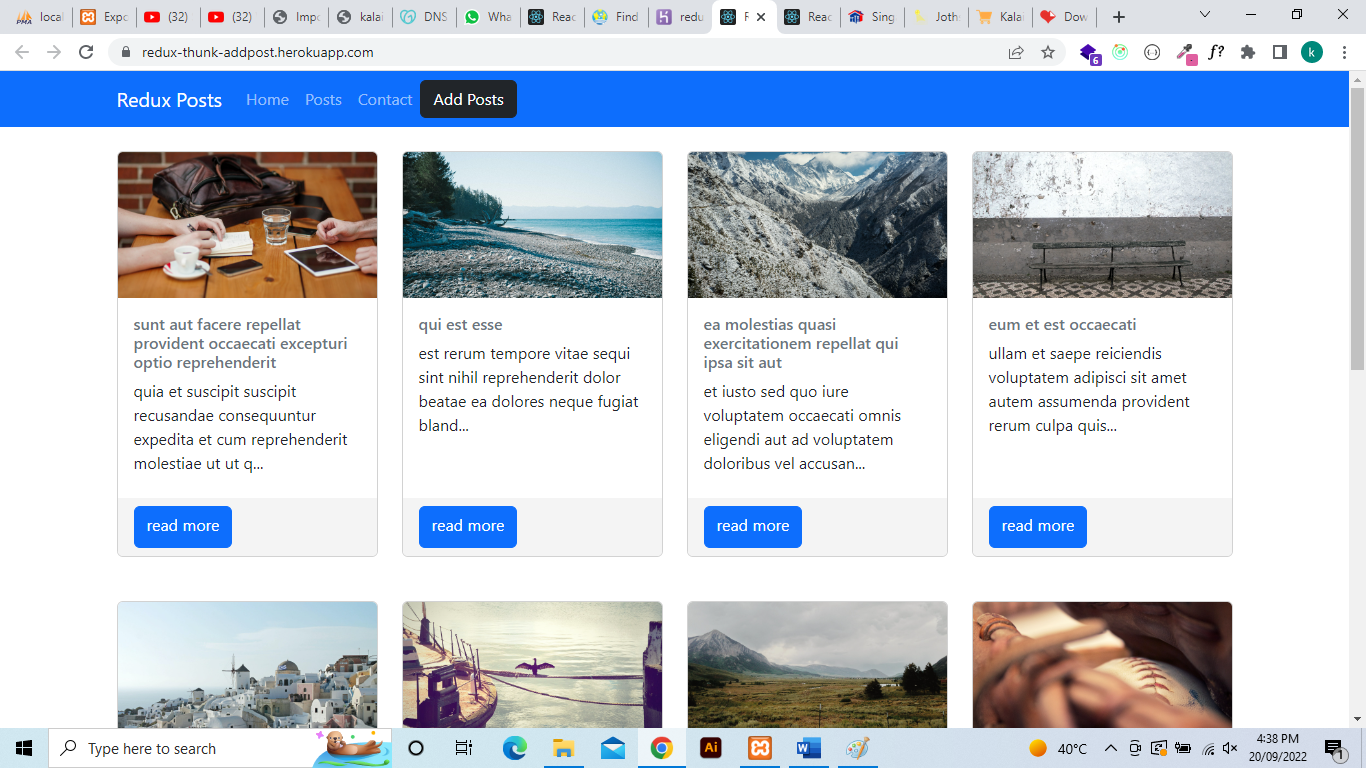 local
Expo
(32)
(32)
Impo
kalai
DNS
Wha
Reac
Find
redu
F
Reac
Sing
Joth
Kalai
Dow
redux-thunk-addpost.herokuapp.com
6
f?
k
Redux Posts Home Posts Contact Add Posts
sunt aut facere repellat
provident occaecati excepturi
optio reprehenderit
quia et suscipit suscipit
recusandae consequuntur
expedita et cum reprehenderit
molestiae ut ut q...
read more
qui est esse
est rerum tempore vitae sequi
sint nihil reprehenderit dolor
beatae ea dolores neque fugiat
bland...
read more
ea molestias quasi
exercitationem repellat qui
ipsa sit aut
et iusto sed quo iure
voluptatem occaecati omnis
eligendi aut ad voluptatem
doloribus vel accusan...
read more
eum et est occaecati
ullam et saepe reiciendis
voluptatem adipisci sit amet
autem assumenda provident
rerum culpa quis...
read more
Type here to search
Ai
W
40°C
4:38 PM
20/09/2022
1